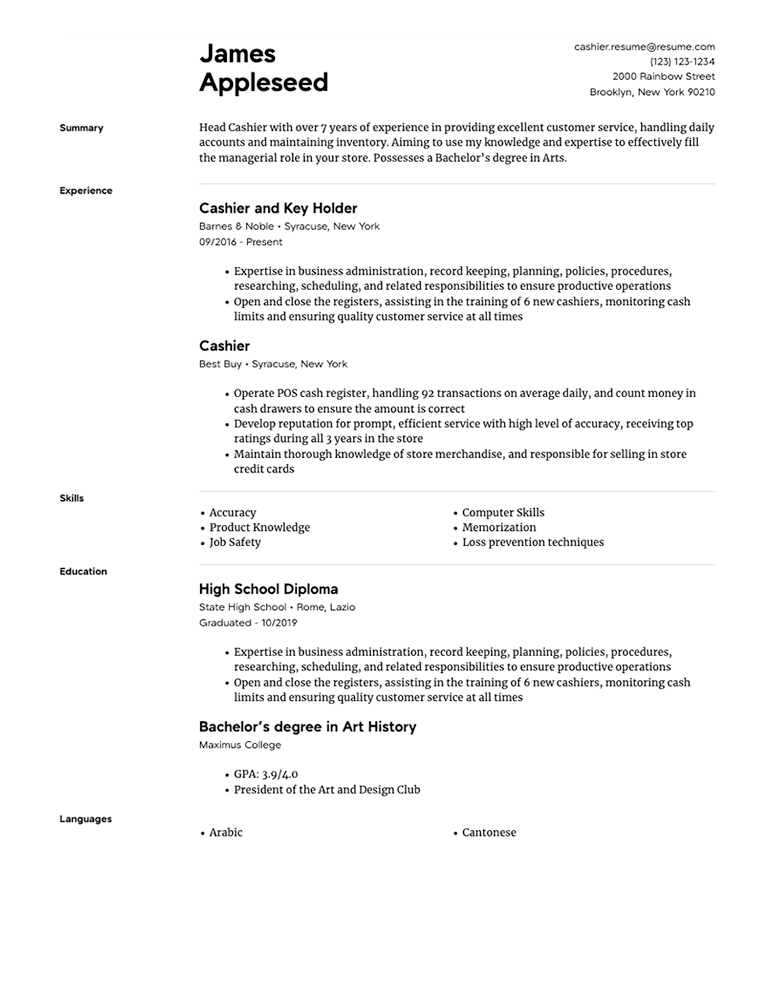 James
Appleseed
cashier.resume@resume.com
(123) 123-1234
2000 Rainbow Street
Brooklyn, New York 90210
Summary
Head Cashier with over 7 years of experience in providing excellent customer service, handling daily
accounts and maintaining inventory. Aiming to use my knowledge and expertise to effectively fill
the managerial role in your store. Possesses a Bachelor's degree in Arts.
Experience
Cashier and Key Holder
Barnes & Noble • Syracuse, New York
09/2016 - Present
• Expertise in business administration, record keeping, planning, policies, procedures,
researching, scheduling, and related responsibilities to ensure productive operations
• Open and close the registers, assisting in the training of 6 new cashiers, monitoring cash
limits and ensuring quality customer service at all times
Cashier
Best Buy • Syracuse, New York
• Operate POS cash register, handling 92 transactions on average daily, and count money in
cash drawers to ensure the amount is correct
• Develop reputation for prompt, efficient service with high level of accuracy, receiving top
ratings during all 3 years in the store
• Maintain thorough knowledge of store merchandise, and responsible for selling in store
credit cards
Skills
• Accuracy
• Product Knowledge
• Job Safety
• Computer Skills
• Memorization
• Loss prevention techniques
Education
High School Diploma
State High School • Rome, Lazio
Graduated - 10/2019
• Expertise in business administration, record keeping, planning, policies, procedures,
researching, scheduling, and related responsibilities to ensure productive operations
• Open and close the registers, assisting in the training of 6 new cashiers, monitoring cash
limits and ensuring quality customer service at all times
Bachelor's degree in Art History
Maximus College
• GPA: 3.9/4.0
• President of the Art and Design Club
Languages
• Arabic
• Cantonese